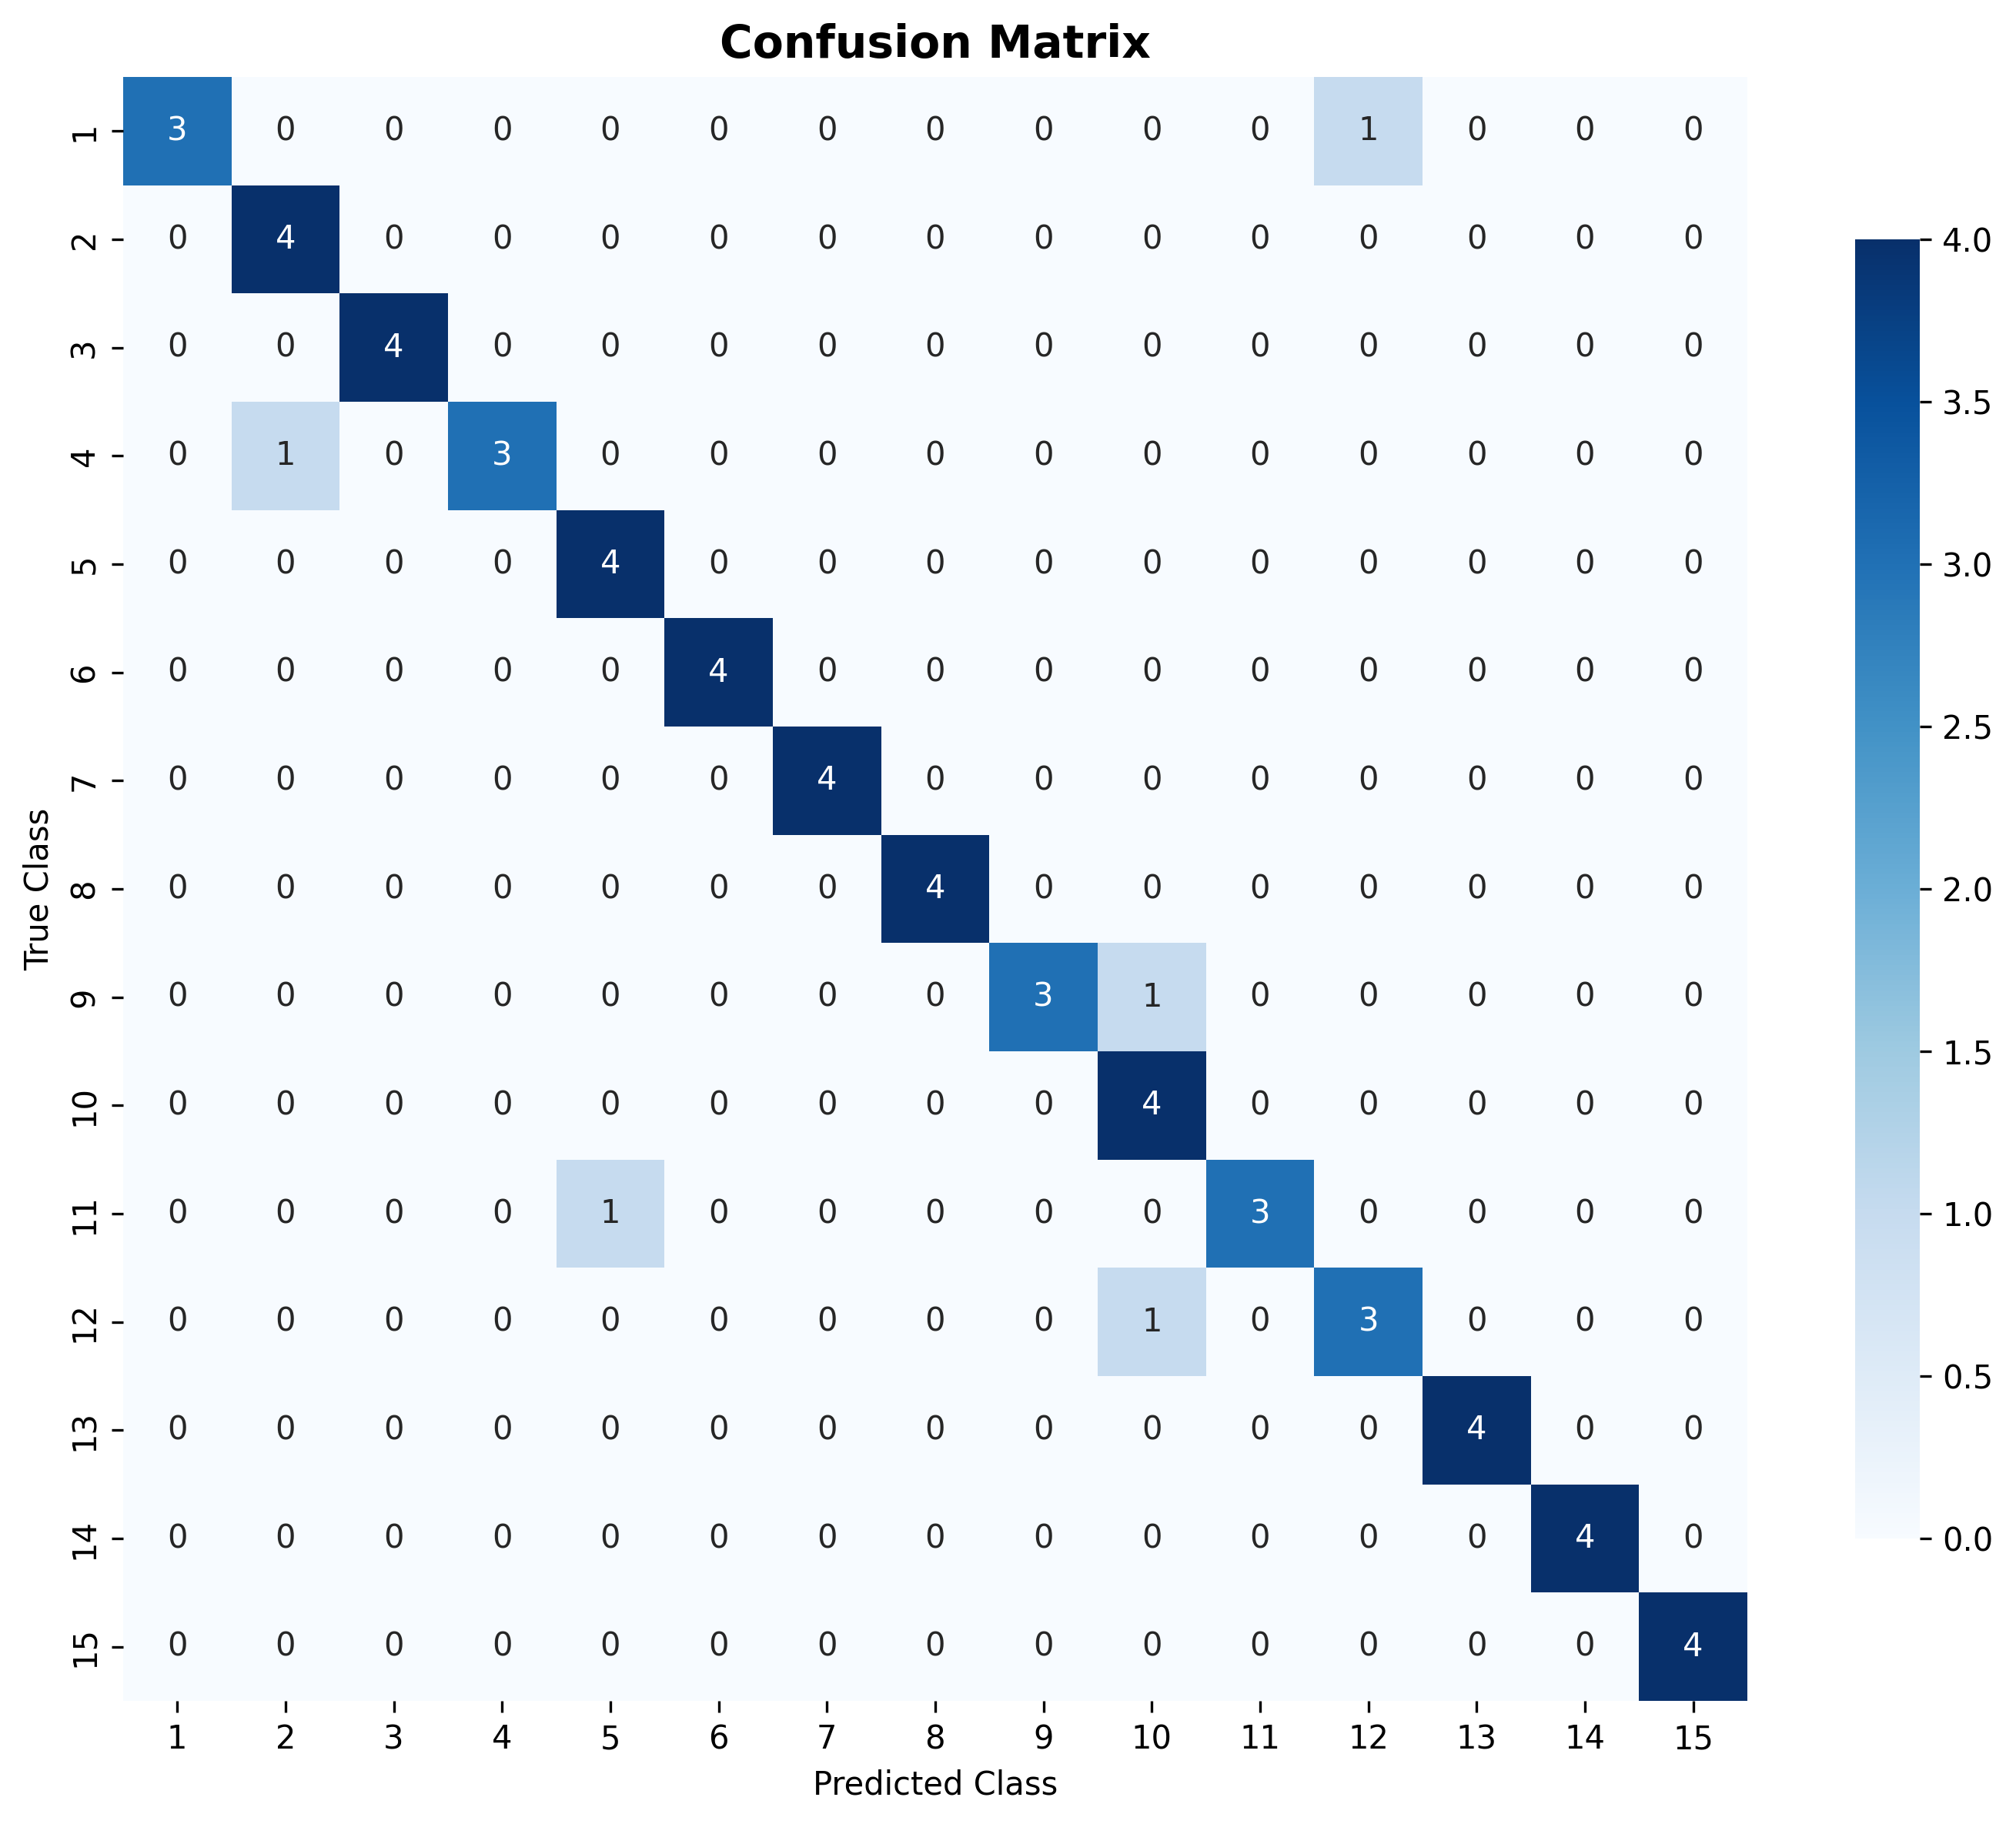 Confusion Matrix
1 3 0 0 0 0 0 0 0 0 0 0 1 0 0 0
2 0 4 0 0 0 0 0 0 0 0 0 0 0 0 0
3 0 0 4 0 0 0 0 0 0 0 0 0 0 0 0
4 0 1 0 3 0 0 0 0 0 0 0 0 0 0 0
5 0 0 0 0 4 0 0 0 0 0 0 0 0 0 0
6 0 0 0 0 0 4 0 0 0 0 0 0 0 0 0
7 0 0 0 0 0 0 4 0 0 0 0 0 0 0 0
8 0 0 0 0 0 0 0 4 0 0 0 0 0 0 0
9 0 0 0 0 0 0 0 0 3 1 0 0 0 0 0
10 0 0 0 0 0 0 0 0 0 4 0 0 0 0 0
11 0 0 0 0 1 0 0 0 0 0 3 0 0 0 0
12 0 0 0 0 0 0 0 0 0 1 0 3 0 0 0
13 0 0 0 0 0 0 0 0 0 0 0 0 4 0 0
14 0 0 0 0 0 0 0 0 0 0 0 0 0 4 0
15 0 0 0 0 0 0 0 0 0 0 0 0 0 0 4
1 2 3 4 5 6 7 8 9 10 11 12 13 14 15
Predicted Class
True Class
4.0
3.5
3.0
2.5
2.0
1.5
1.0
0.5
0.0